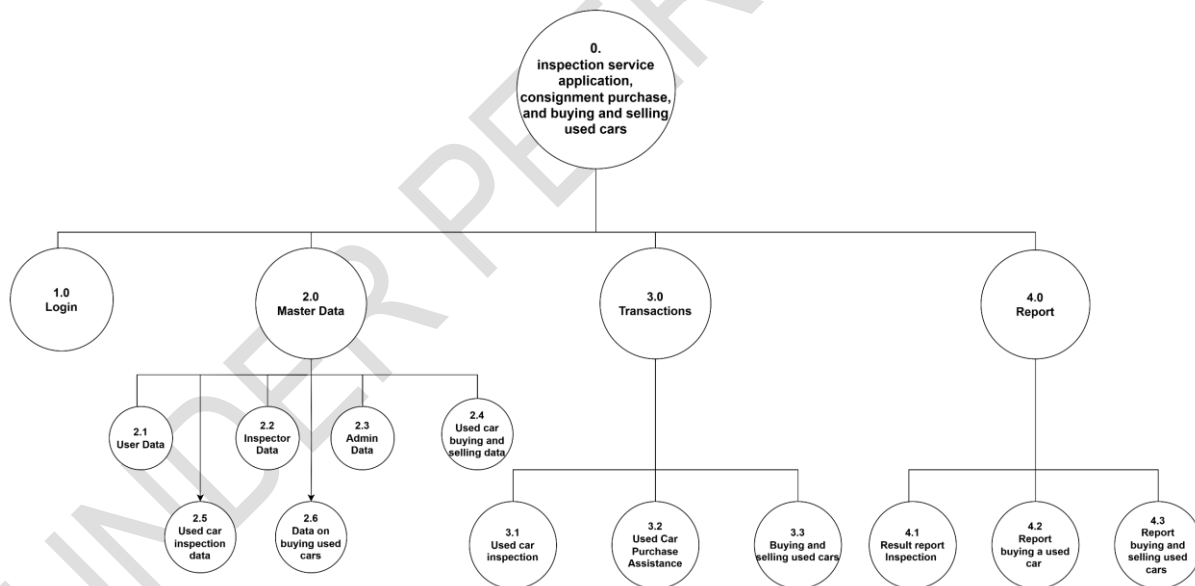 0.
inspection service
application,
consignment purchase,
and buying and selling
used cars
1.0
Login
2.0
Master Data
3.0
Transactions
4.0
Report
2.1
User Data
2.2
Inspector
Data
2.3
Admin
Data
2.4
Used car
buying and
selling data
2.5
Used car
inspection
data
2.6
Data on
buying used
cars
3.1
Used car
inspection
3.2
Used Car
Purchase
Assistance
3.3
Buying and
selling used cars
4.1
Result report
Inspection
4.2
Report
buying a used
car
4.3
Report
buying and
selling used
cars
UNDER PEER